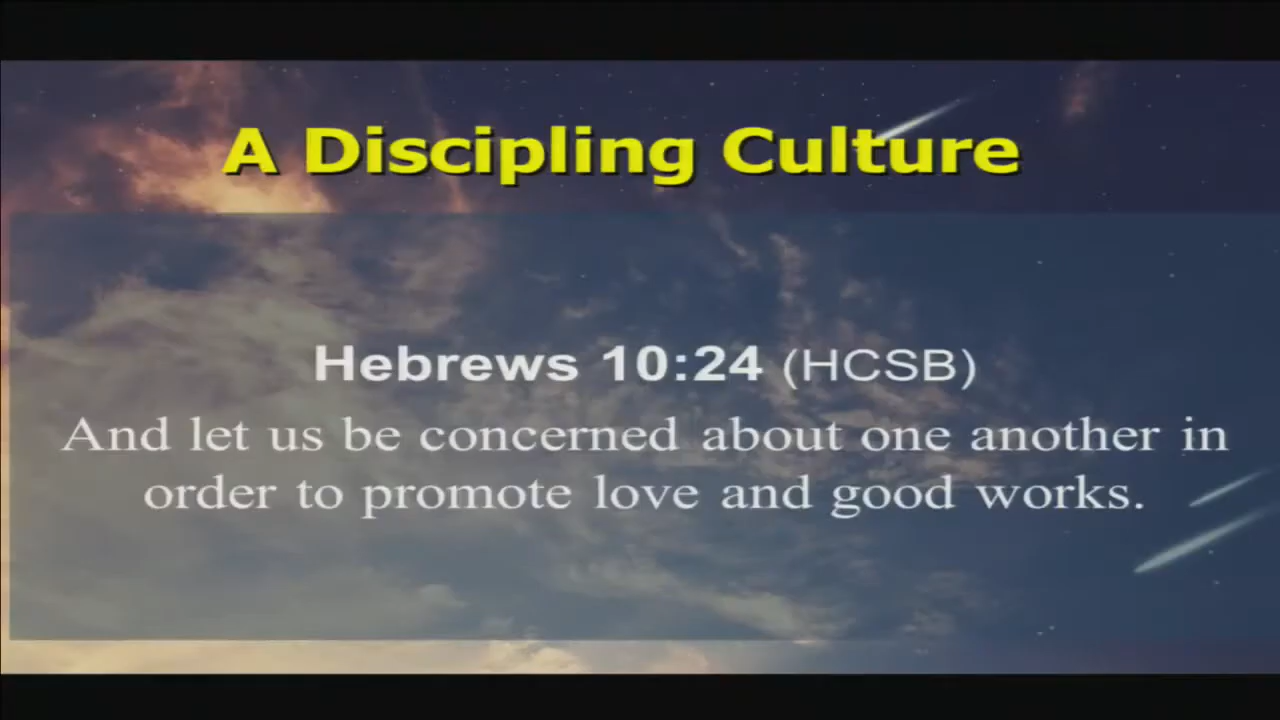 A Discipling Culture
Hebrews 10:24 (HCSB)
And let us be concerned about one another in
order to promote love and good works.